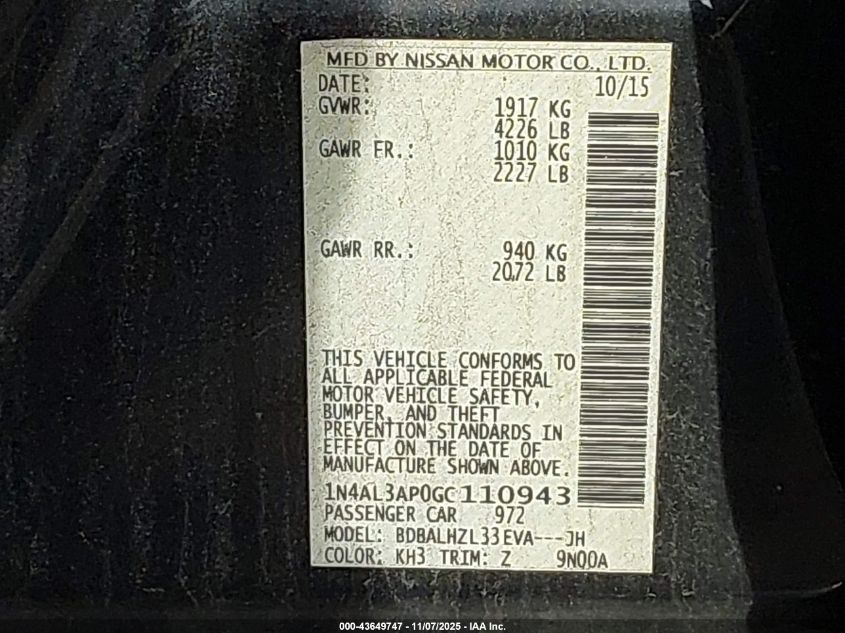 MFD BY NISSAN MOTOR CO., LTD.
DATE: 10/15
GVWR: 1917 KG
4226 LB
GAWR FR.: 1010 KG
2227 LB
GAWR RR.: 940 KG
2072 LB
THIS VEHICLE CONFORMS TO
ALL APPLICABLE FEDERAL
MOTOR VEHICLE SAFETY,
BUMPER, AND THEFT
PREVENTION STANDARDS IN
EFFECT ON THE DATE OF
MANUFACTURE SHOWN ABOVE.
1N4AL3AP0GC110943
PASSENGER CAR 972
MODEL: BDBALHZL33EVA---JH
COLOR: KH3 TRIM: Z 9N00A
000-43649747 - 11/07/2025 - IAA Inc.